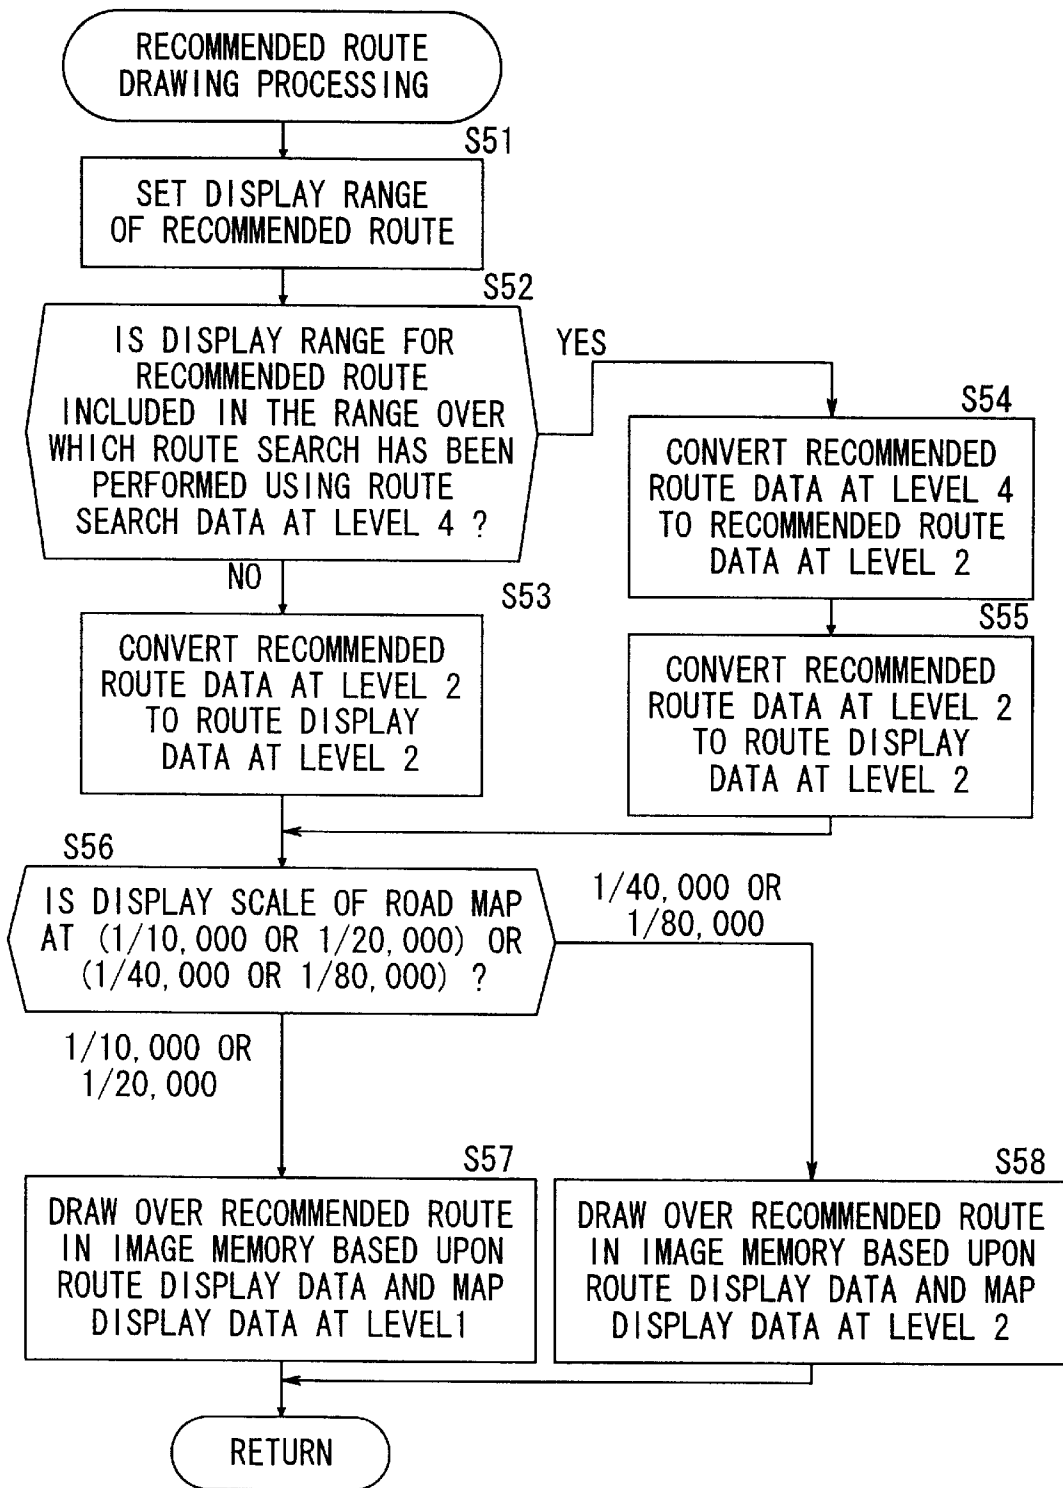 RECOMMENDED ROUTE
DRAWING PROCESSING
S51
SET DISPLAY RANGE
OF RECOMMENDED ROUTE
S52
IS DISPLAY RANGE FOR
RECOMMENDED ROUTE
INCLUDED IN THE RANGE OVER
WHICH ROUTE SEARCH HAS BEEN
PERFORMED USING ROUTE
SEARCH DATA AT LEVEL 4 ?
YES
NO
S54
CONVERT RECOMMENDED
ROUTE DATA AT LEVEL 4
TO RECOMMENDED ROUTE
DATA AT LEVEL 2
S53
CONVERT RECOMMENDED
ROUTE DATA AT LEVEL 2
TO ROUTE DISPLAY
DATA AT LEVEL 2
S55
CONVERT RECOMMENDED
ROUTE DATA AT LEVEL 2
TO ROUTE DISPLAY
DATA AT LEVEL 2
S56
IS DISPLAY SCALE OF ROAD MAP
AT (1/10,000 OR 1/20,000) OR
(1/40,000 OR 1/80,000) ?
1/40,000 OR
1/80,000
1/10,000 OR
1/20,000
S57
DRAW OVER RECOMMENDED ROUTE
IN IMAGE MEMORY BASED UPON
ROUTE DISPLAY DATA AND MAP
DISPLAY DATA AT LEVEL1
S58
DRAW OVER RECOMMENDED ROUTE
IN IMAGE MEMORY BASED UPON
ROUTE DISPLAY DATA AND MAP
DISPLAY DATA AT LEVEL 2
RETURN